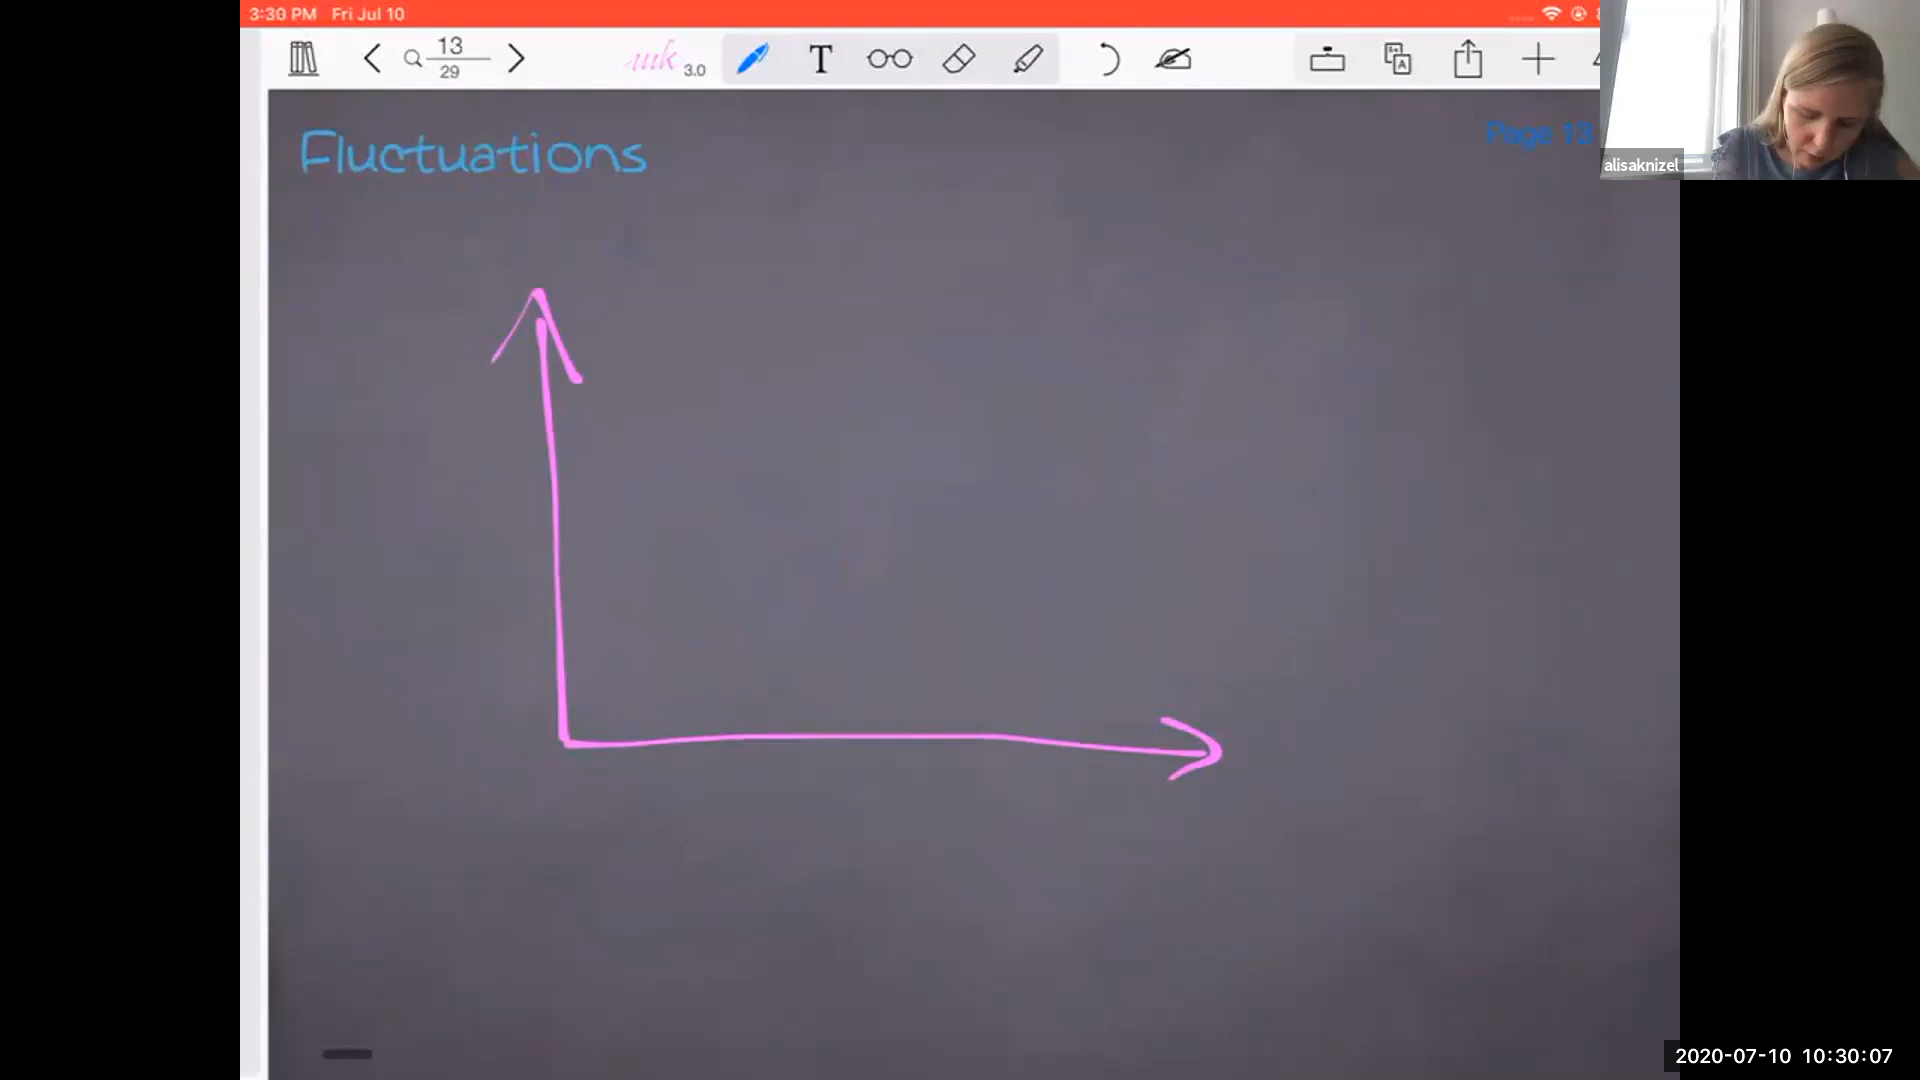 3:30 PM Fri Jul 10
13
29
3.0
T
A
Fluctuations
Page 13
alisaknizel
2020-07-10 10:30:07